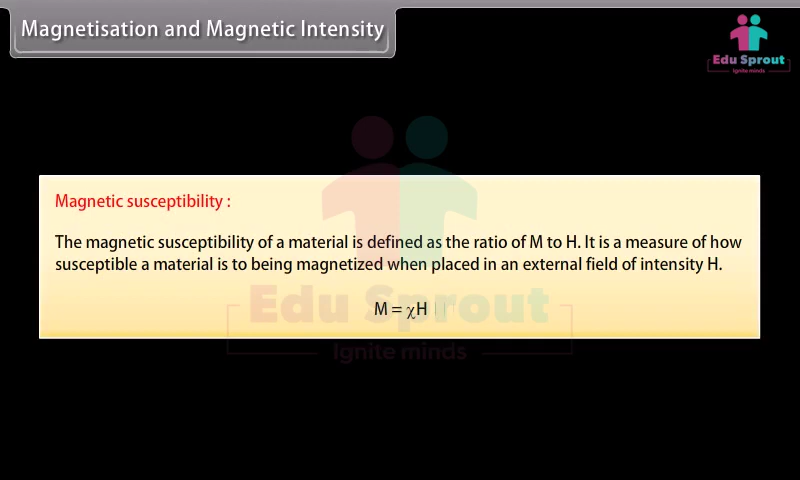 Magnetisation and Magnetic Intensity
Edu Sprout
Ignite minds
Magnetic susceptibility :
The magnetic susceptibility of a material is defined as the ratio of M to H. It is a measure of how
susceptible a material is to being magnetized when placed in an external field of intensity H.
M = χH
Edu Sprout
Ignite minds